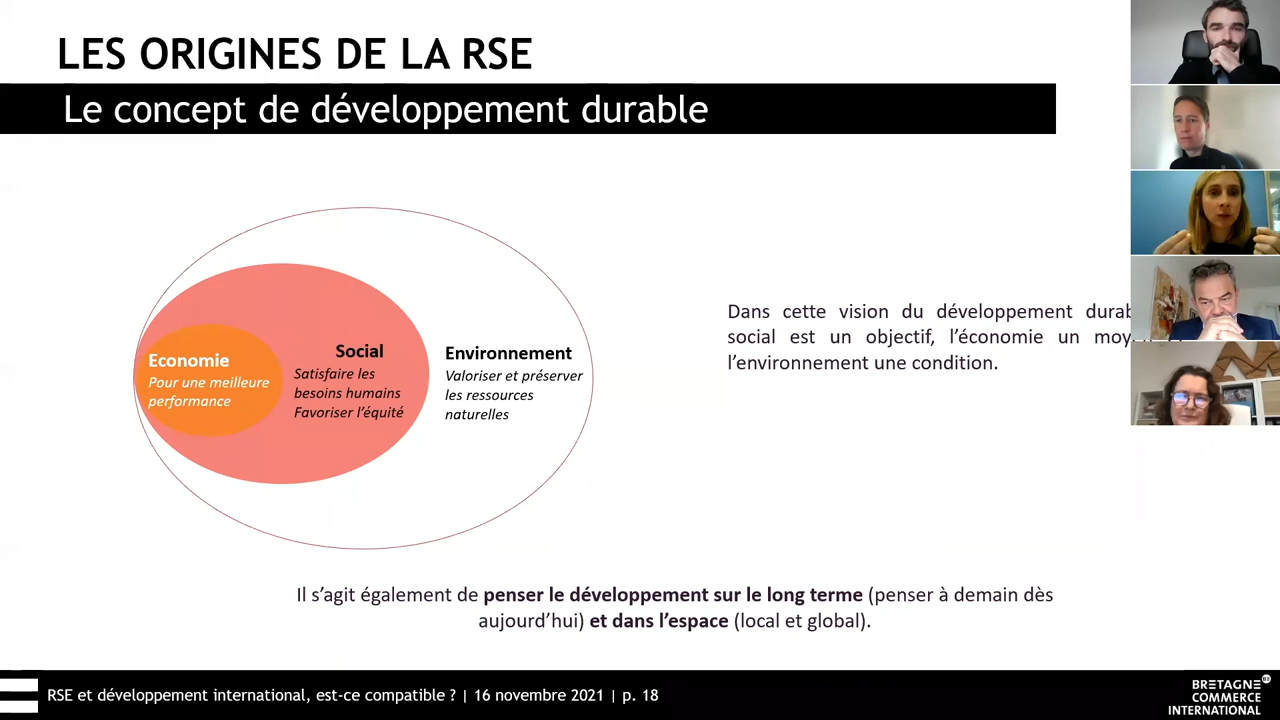 LES ORIGINES DE LA RSE
Le concept de développement durable
Economie
Pour une meilleure
performance
Social
Satisfaire les
besoins humains
Favoriser l’équité
Environnement
Valoriser et préserver
les ressources
naturelles
Dans cette vision du développement
social est un objectif, l’économie un
l’environnement une condition.
Il s’agit également de penser le développement sur le long terme (penser à demain dès
aujourd’hui) et dans l’espace (local et global).
RSE et développement international, est-ce compatible ? | 16 novembre 2021 | p. 18
BRETAGNE
COMMERCE
INTERNATIONAL